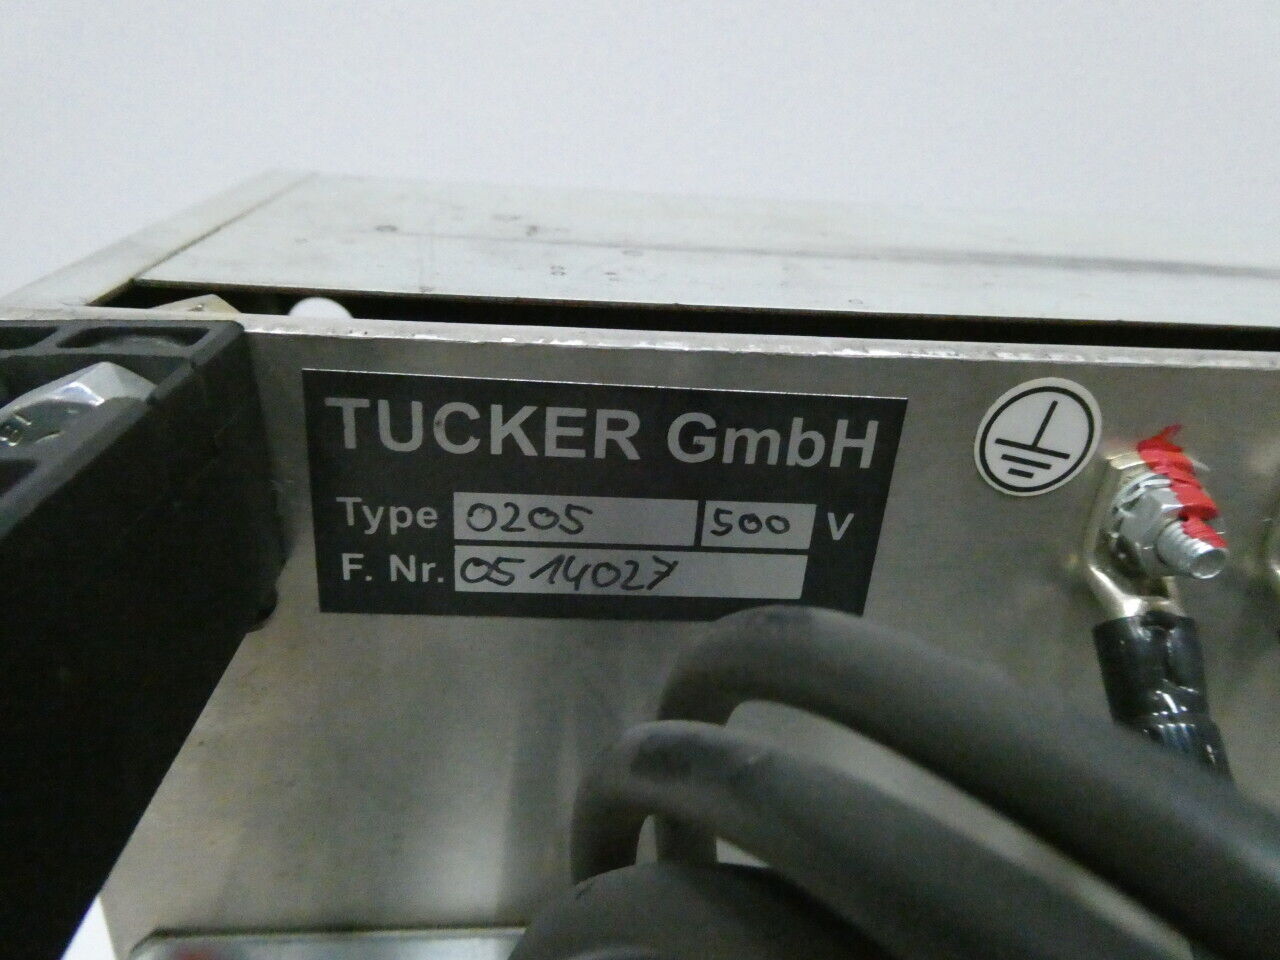 TUCKER GmbH
Type 0205 500 V
F. Nr. 0514027